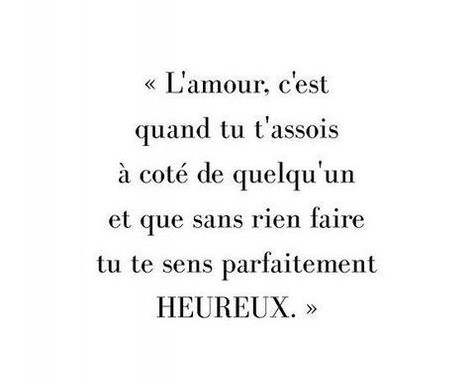 « L'amour, c'est
quand tu t'assois
à coté de quelqu'un
et que sans rien faire
tu te sens parfaitement
HEUREUX. »